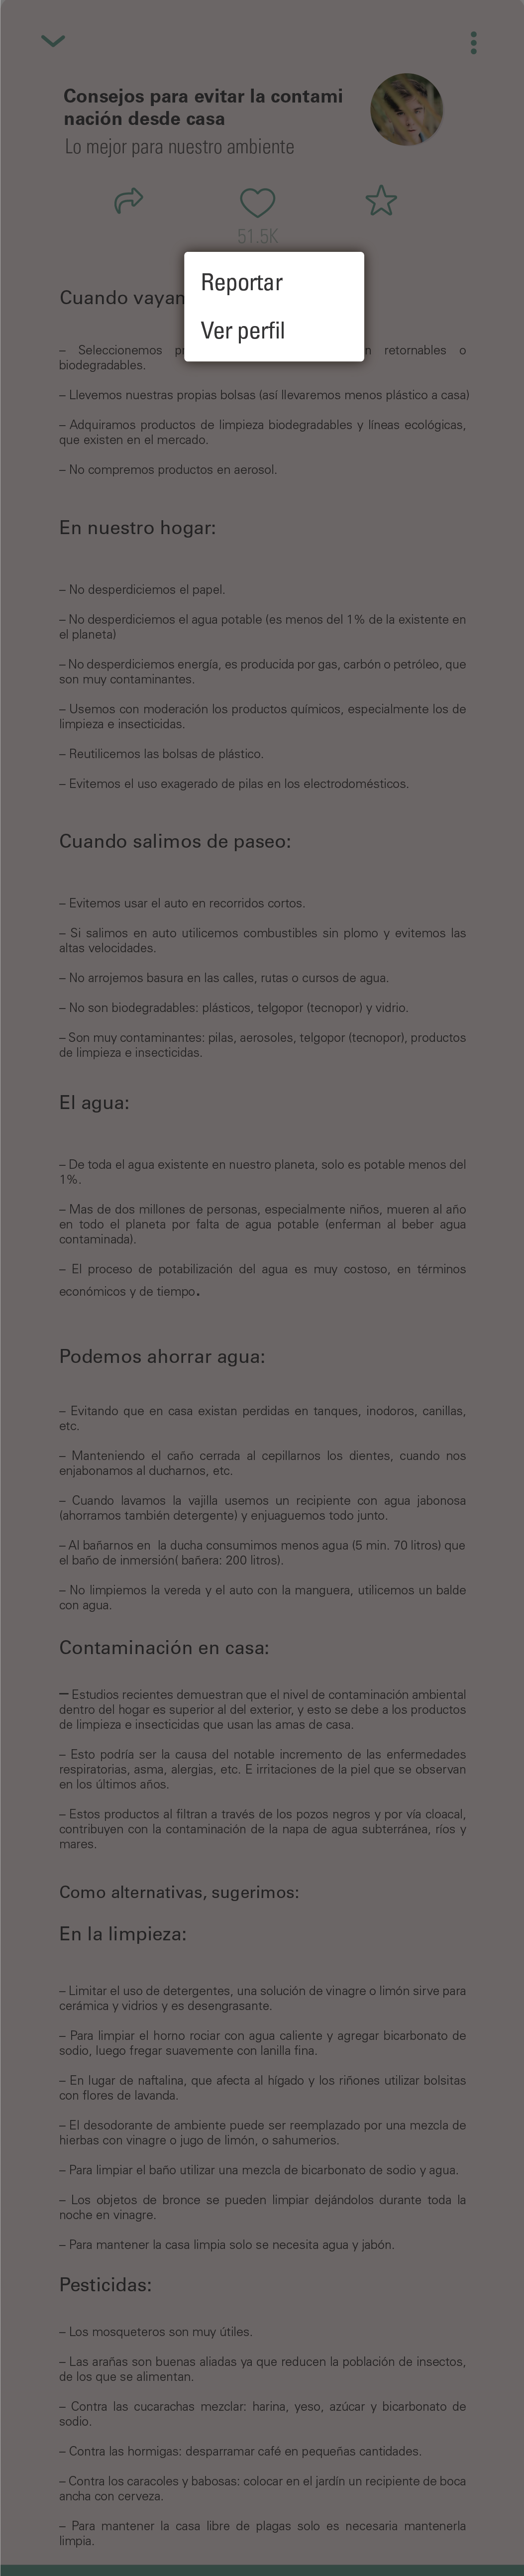 Consejos para evitar la contami
nación desde casa
Lo mejor para nuestro ambiente
51.5K
Reportar
Ver perfil
Cuando vayan
– Seleccionemos retornables o
biodegradables.
– Llevemos nuestras propias bolsas (así llevaremos menos plástico a casa)
– Adquiramos productos de limpieza biodegradables y líneas ecológicas,
que existen en el mercado.
– No compremos productos en aerosol.
En nuestro hogar:
– No desperdiciemos el papel.
– No desperdiciemos el agua potable (es menos del 1% de la existente en
el planeta)
– No desperdiciemos energía, es producida por gas, carbón o petróleo, que
son muy contaminantes.
– Usemos con moderación los productos químicos, especialmente los de
limpieza e insecticidas.
– Reutilicemos las bolsas de plástico.
– Evitemos el uso exagerado de pilas en los electrodomésticos.
Cuando salimos de paseo:
– Evitemos usar el auto en recorridos cortos.
– Si salimos en auto utilicemos combustibles sin plomo y evitemos las
altas velocidades.
– No arrojemos basura en las calles, rutas o cursos de agua.
– No son biodegradables: plásticos, telgopor (tecnopor) y vidrio.
– Son muy contaminantes: pilas, aerosoles, telgopor (tecnopor), productos
de limpieza e insecticidas.
El agua:
– De toda el agua existente en nuestro planeta, solo es potable menos del
1%.
– Mas de dos millones de personas, especialmente niños, mueren al año
en todo el planeta por falta de agua potable (enferman al beber agua
contaminada).
– El proceso de potabilización del agua es muy costoso, en términos
económicos y de tiempo.
Podemos ahorrar agua:
– Evitando que en casa existan perdidas en tanques, inodoros, canillas,
etc.
– Manteniendo el caño cerrada al cepillarnos los dientes, cuando nos
enjabonamos al ducharnos, etc.
– Cuando lavamos la vajilla usemos un recipiente con agua jabonosa
(ahorramos también detergente) y enjuaguemos todo junto.
– Al bañarnos en  la ducha consumimos menos agua (5 min. 70 litros) que
el baño de inmersión( bañera: 200 litros).
– No limpiemos la vereda y el auto con la manguera, utilicemos un balde
con agua.
Contaminación en casa:
– Estudios recientes demuestran que el nivel de contaminación ambiental
dentro del hogar es superior al del exterior, y esto se debe a los productos
de limpieza e insecticidas que usan las amas de casa.
– Esto podría ser la causa del notable incremento de las enfermedades
respiratorias, asma, alergias, etc. E irritaciones de la piel que se observan
en los últimos años.
– Estos productos al filtran a través de los pozos negros y por vía cloacal,
contribuyen con la contaminación de la napa de agua subterránea, ríos y
mares.
Como alternativas, sugerimos:
En la limpieza:
– Limitar el uso de detergentes, una solución de vinagre o limón sirve para
cerámica y vidrios y es desengrasante.
– Para limpiar el horno rociar con agua caliente y agregar bicarbonato de
sodio, luego fregar suavemente con lanilla fina.
– En lugar de naftalina, que afecta al hígado y los riñones utilizar bolsitas
con flores de lavanda.
– El desodorante de ambiente puede ser reemplazado por una mezcla de
hierbas con vinagre o jugo de limón, o sahumerios.
– Para limpiar el baño utilizar una mezcla de bicarbonato de sodio y agua.
– Los objetos de bronce se pueden limpiar dejándolos durante toda la
noche en vinagre.
– Para mantener la casa limpia solo se necesita agua y jabón.
Pesticidas:
– Los mosqueteros son muy útiles.
– Las arañas son buenas aliadas ya que reducen la población de insectos,
de los que se alimentan.
– Contra las cucarachas mezclar: harina, yeso, azúcar y bicarbonato de
sodio.
– Contra las hormigas: desparramar café en pequeñas cantidades.
– Contra los caracoles y babosas: colocar en el jardín un recipiente de boca
ancha con cerveza.
– Para mantener la casa libre de plagas solo es necesaria mantenerla
limpia.